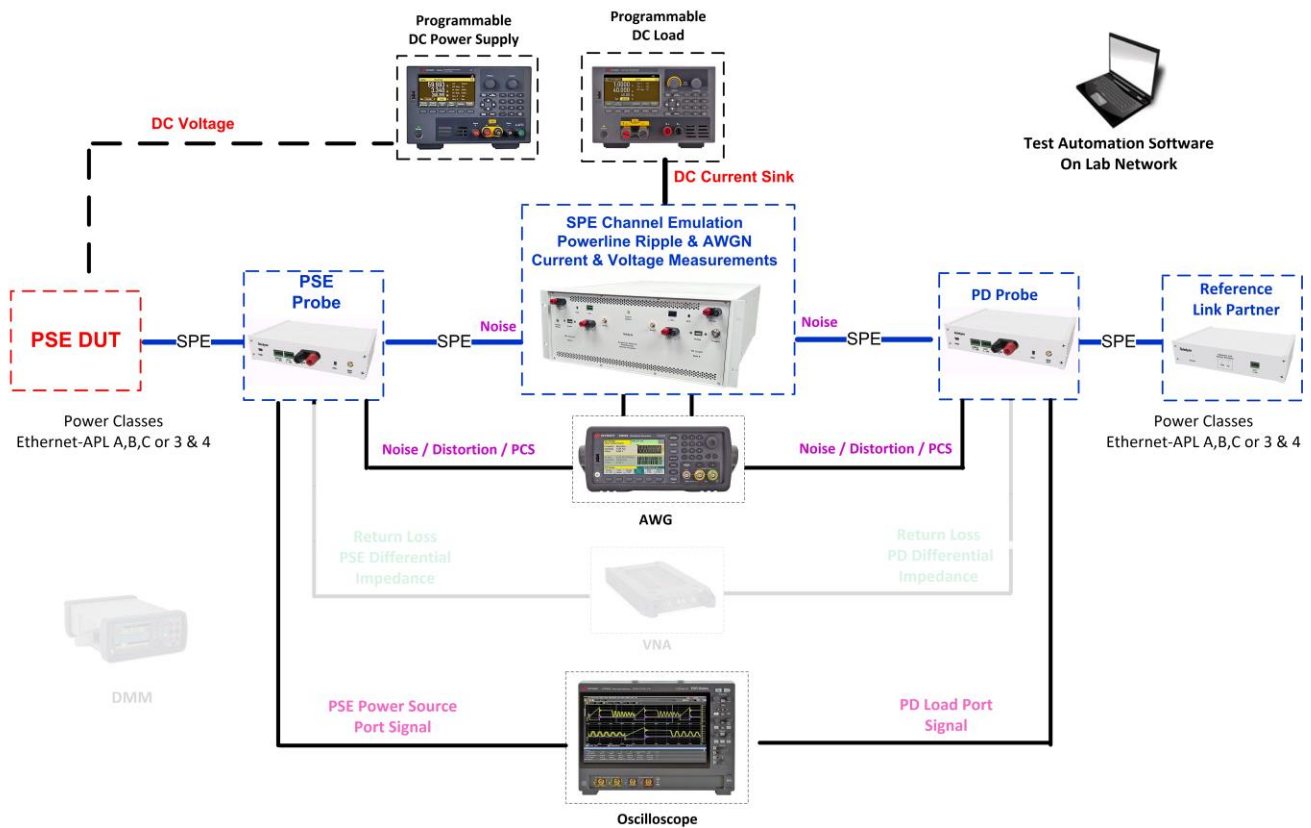 Programmable
DC Power Supply
Programmable
DC Load
DC Voltage
Test Automation Software
On Lab Network
DC Current Sink
SPE Channel Emulation
Powerline Ripple & AWGN
Current & Voltage Measurements
PSE
Probe
PD Probe
Reference
Link Partner
PSE DUT
SPE
SPE
Noise
Noise
SPE
SPE
Power Classes
Ethernet-APL A,B,C or 3 & 4
Power Classes
Ethernet-APL A,B,C or 3 & 4
Noise / Distortion / PCS
Noise / Distortion / PCS
AWG
Return Loss
PSE Differential
Impedance
Return Loss
PD Differential
Impedance
VNA
DMM
PSE Power Source
Port Signal
PD Load Port
Signal
Oscilloscope